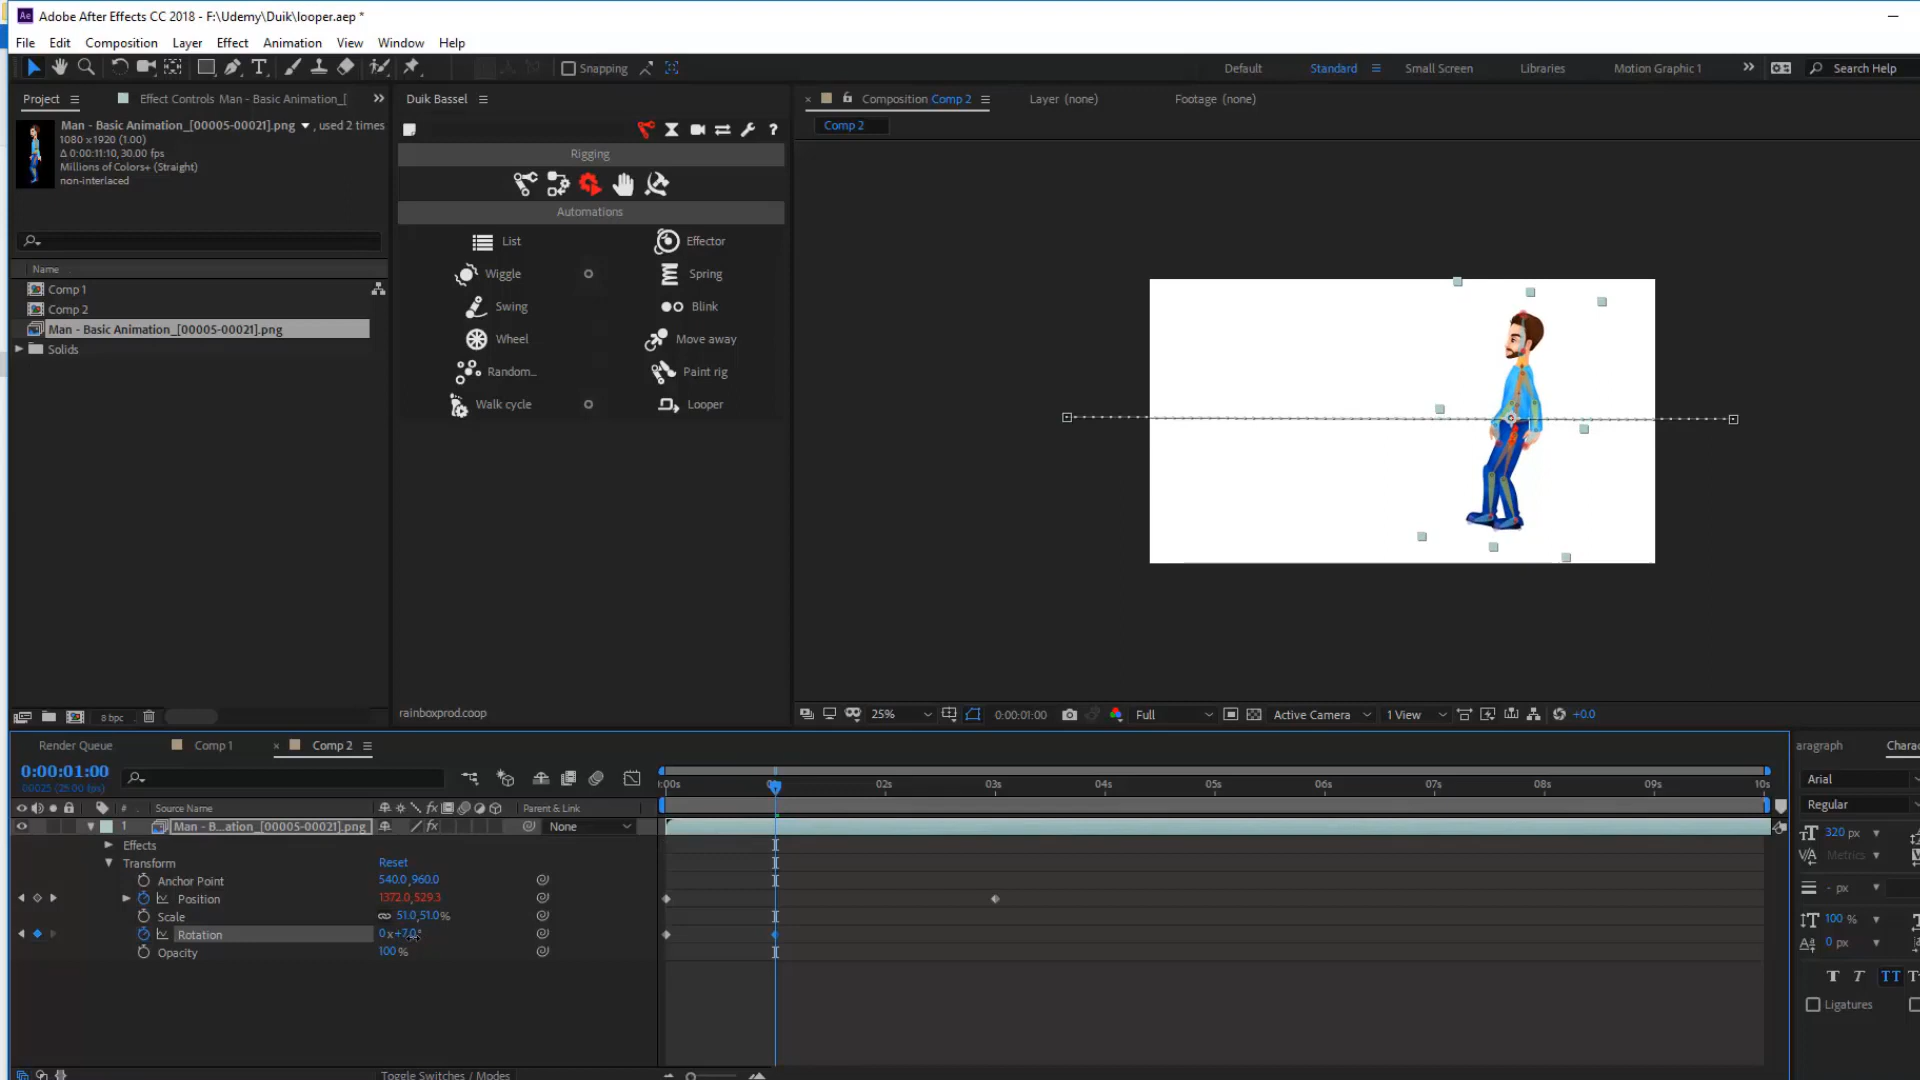 Adobe After Effects CC 2018 - F:\Udemy\Duik\looper.aep *
File Edit Composition Layer Effect Animation View Window Help
Snapping Default Standard Small Screen Libraries Motion Graphic 1 Search Help
Project Effect Controls Man - Basic Animation_[ Duik Bassel Composition Comp 2 Layer (none) Footage (none)
Man - Basic Animation_[00005-00021].png , used 2 times
1080 x 1920 (1.00)
Δ 0:00:11:10, 30.00 fps
Millions of Colors+ (Straight)
non-interlaced
Comp 2
Rigging
Automations
List Effector
Wiggle Spring
Swing Blink
Wheel Move away
Random... Paint rig
Walk cycle Looper
Name
Comp 1
Comp 2
Man - Basic Animation_[00005-00021].png
Solids
8 bpc
rainboxprod.coop
25% 0:00:01:00 Full Active Camera 1 View +0.0
Render Queue Comp 1 Comp 2
0:00:01:00
00025 (25.00 fps)
:00s 02s 03s 04s 05s 06s 07s 08s 09s 10s
# Source Name Parent & Link
1 Man - B...ation_[00005-00021].png None
Effects
Transform Reset
Anchor Point 540.0,960.0
Position 1372.0,529.3
Scale 51.0,51.0%
Rotation 0x+7.0°
Opacity 100%
Toggle Switches / Modes
aragraph Charac
Arial
Regular
320 px
Metrics
- px
100 %
0 px
T T TT T
Ligatures